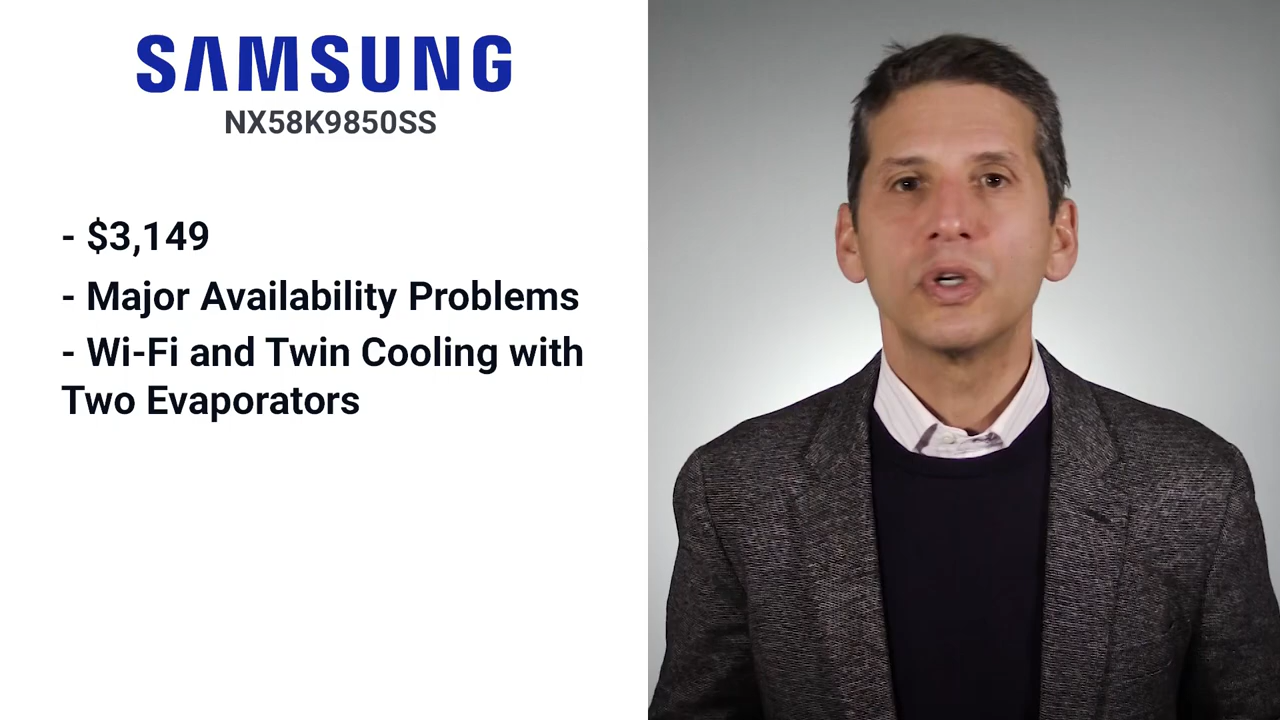 SAMSUNG
NX58K9850SS
- $3,149
- Major Availability Problems
- Wi-Fi and Twin Cooling with
Two Evaporators